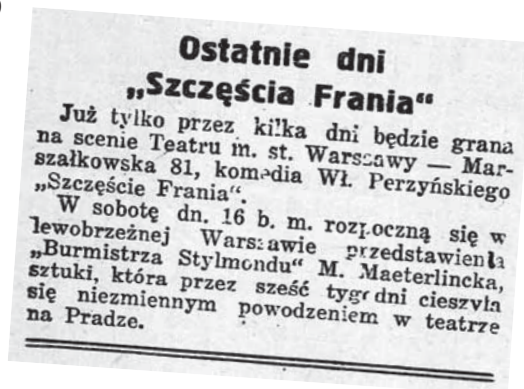 Ostatnie dni
„Szczęścia Frania“
Już tylko przez kilka dni będzie grana
na scenie Teatru m. st. Warszawy — Mar-
szałkowska 81, komedia Wł. Perzyńskiego
„Szczęście Frania“.
W sobotę dn. 16 b. m. rozpoczną się w
lewobrzeżnej Warszawie przedstawienia
„Burmistrza Stylmondu“ M. Maeterlincka,
sztuki, która przez sześć tygodni cieszyła
się niezmiennym powodzeniem w teatrze
na Pradze.